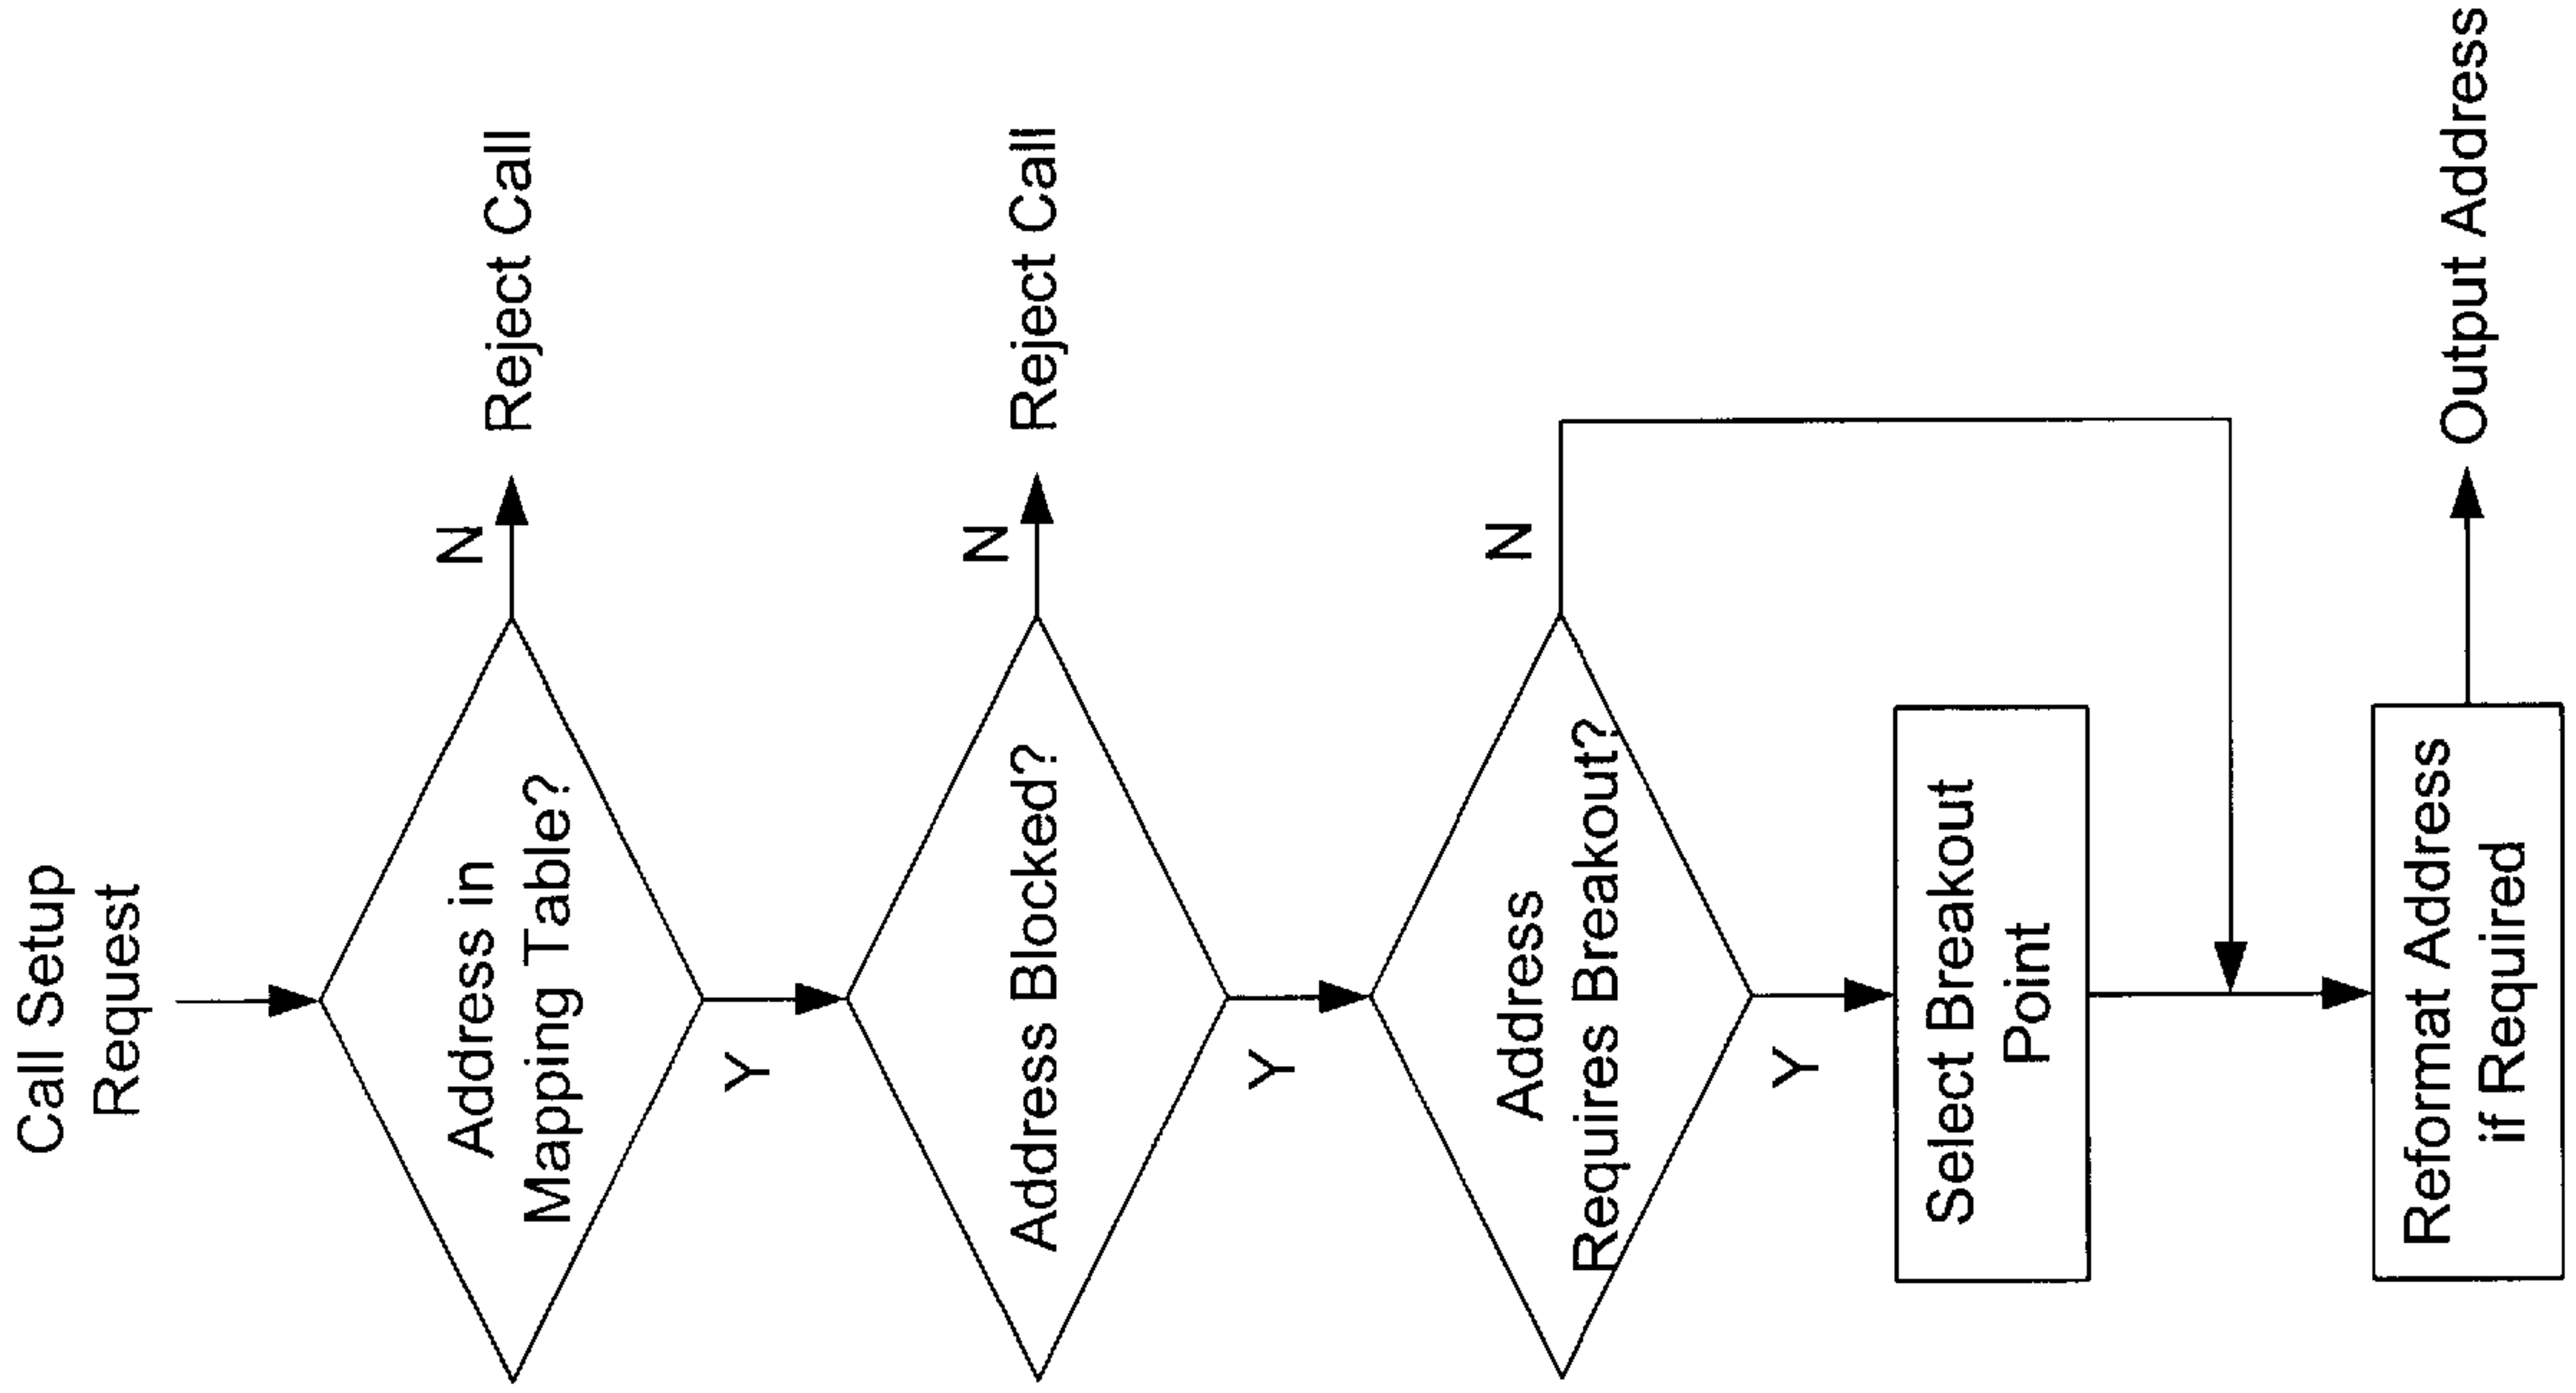 Call Setup
Request
Address in
Mapping Table?
N
Reject Call
Y
Address Blocked?
N
Reject Call
Y
Address
Requires Breakout?
N
Y
Select Breakout
Point
Reformat Address
if Required
Output Address